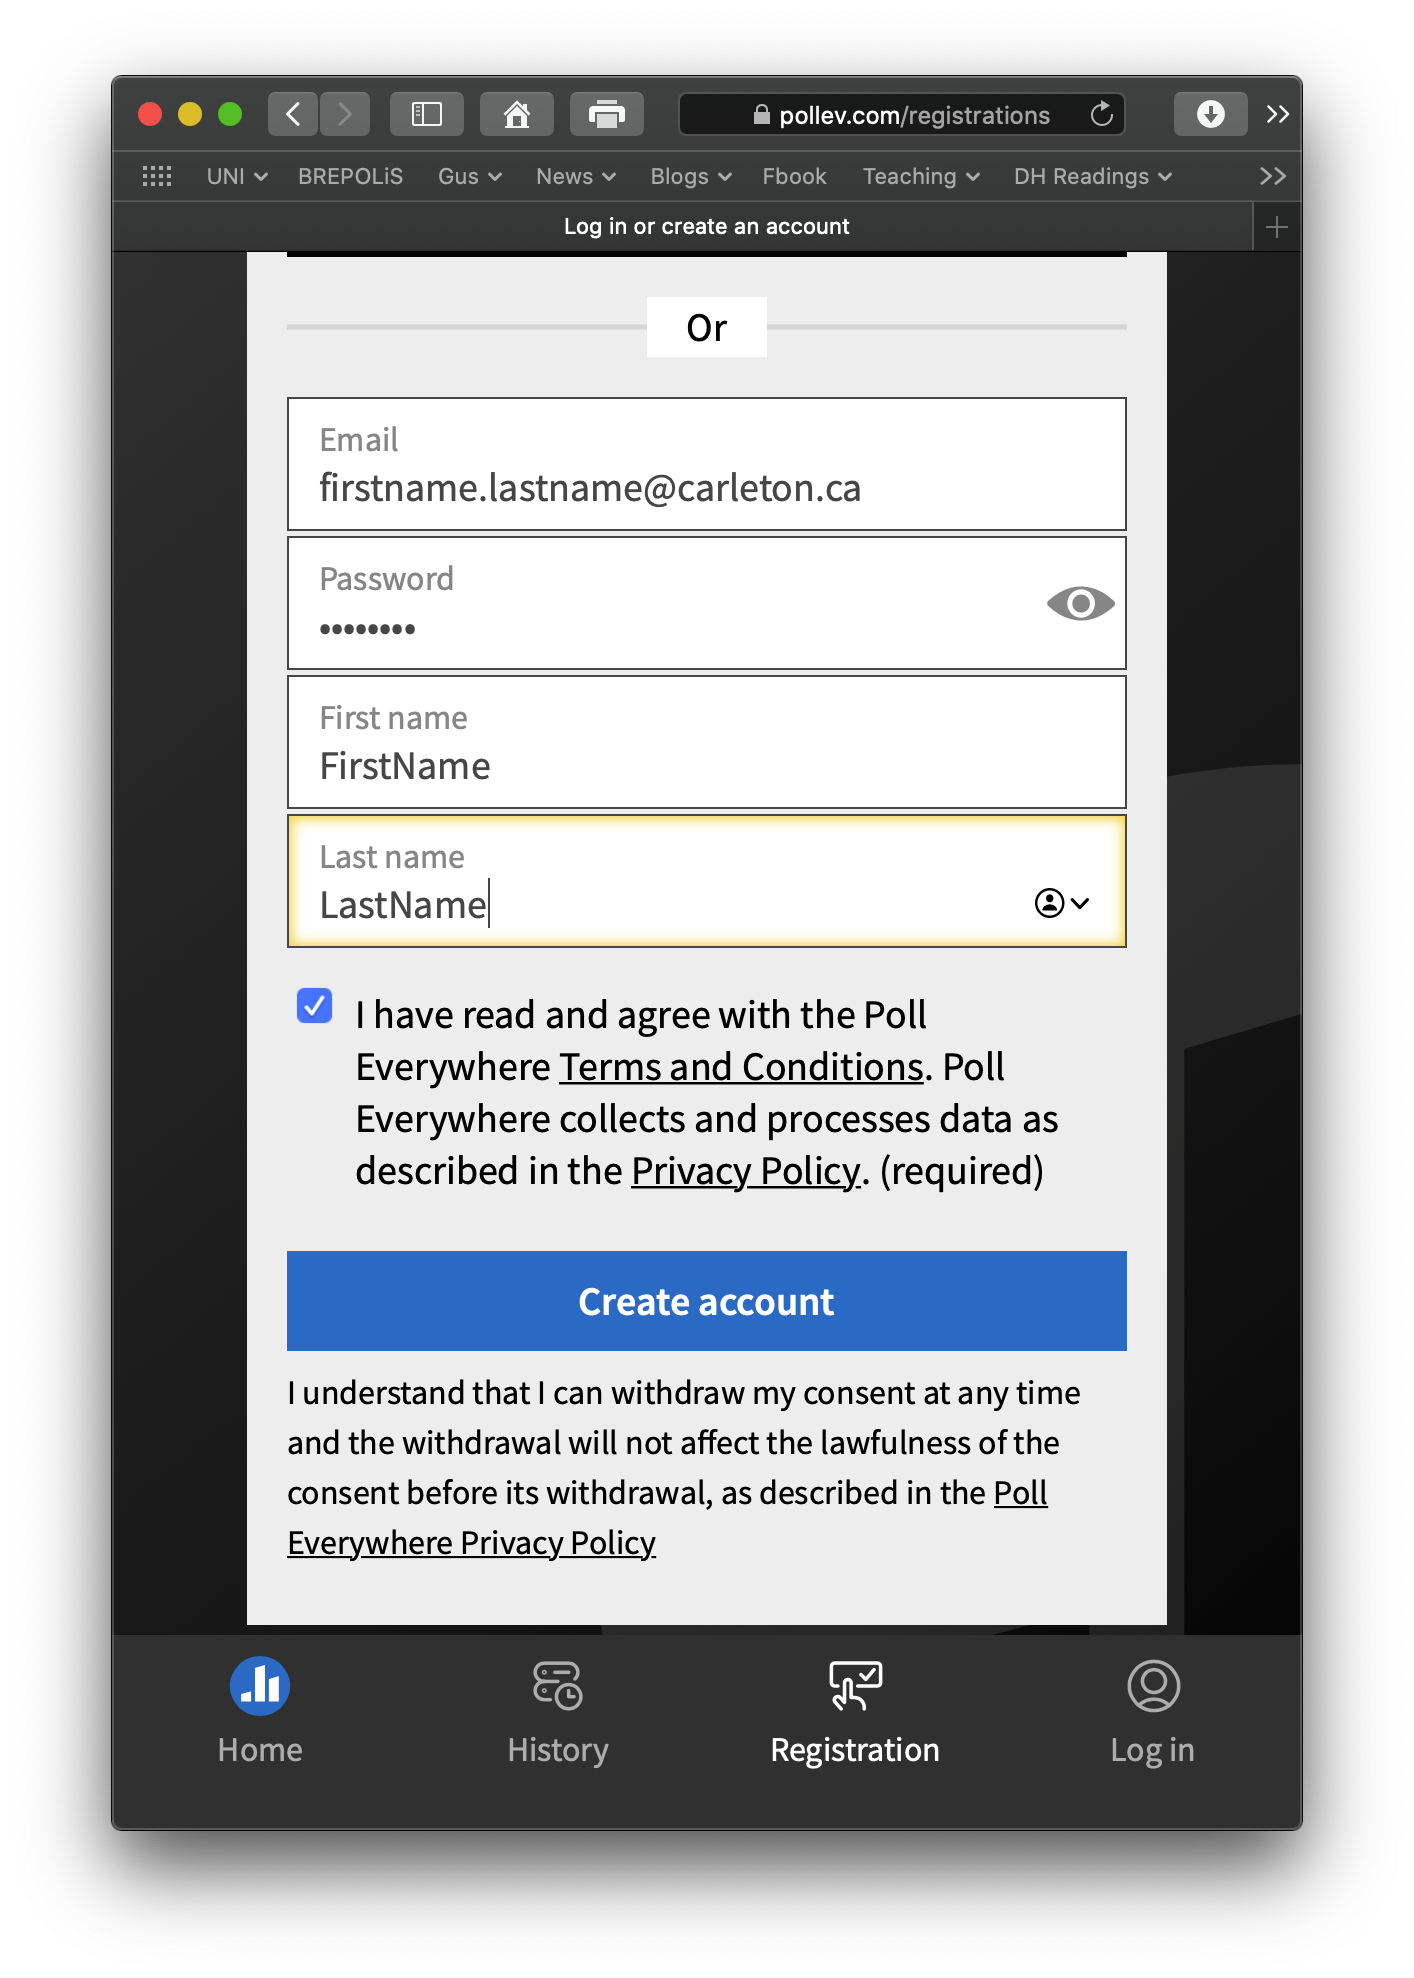 pollev.com/registrations
UNI BREPOLiS Gus News Blogs Fbook Teaching DH Readings
Log in or create an account
Or
Email
firstname.lastname@carleton.ca
Password
••••••••
First name
FirstName
Last name
LastName
I have read and agree with the Poll
Everywhere Terms and Conditions. Poll
Everywhere collects and processes data as
described in the Privacy Policy. (required)
Create account
I understand that I can withdraw my consent at any time
and the withdrawal will not affect the lawfulness of the
consent before its withdrawal, as described in the Poll
Everywhere Privacy Policy
Home History Registration Log in